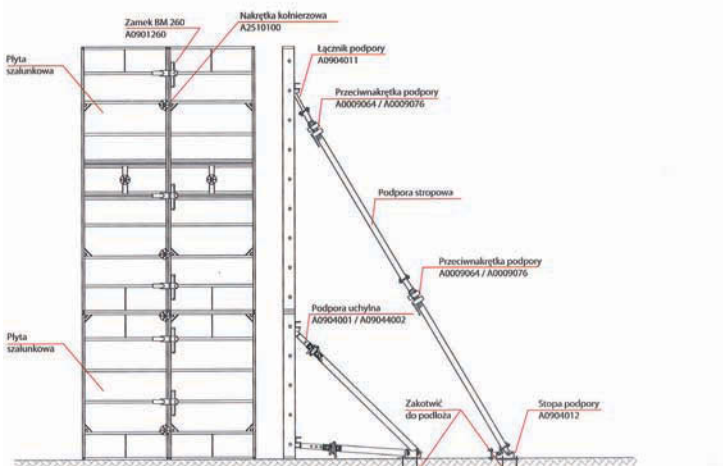 Zamek BM 260
A0901260
Nakrętka kołnierzowa
A2510100
Płyta
szalunkowa
Łącznik podpory
A0904011
Przeciwnakrętka podpory
A0009064 / A0009076
Podpora stropowa
Przeciwnakrętka podpory
A0009064 / A0009076
Podpora uchylna
A0904001 / A09044002
Płyta
szalunkowa
Zakotwić
do podłoża
Stopa podpory
A0904012